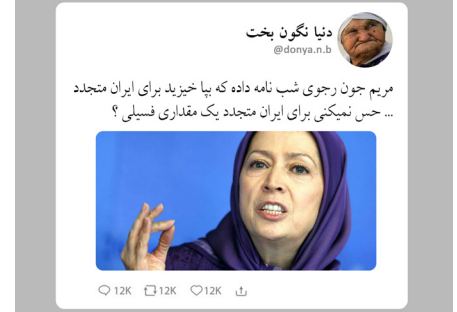 دنیا نگون بخت
@donya.n.b
مریم جون رجوی شب نامه داده که بپا خیزید برای ایران متجدد
... حس نمیکنی برای ایران متجدد یک مقداری فسیلی ؟
12K 12K 12K